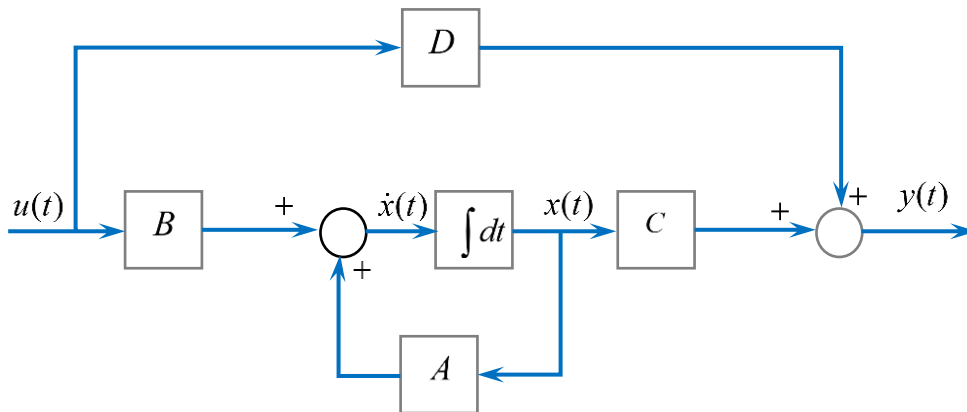 D
u(t)
B
+
ẋ(t)
∫ dt
x(t)
C
+
+
y(t)
+
A